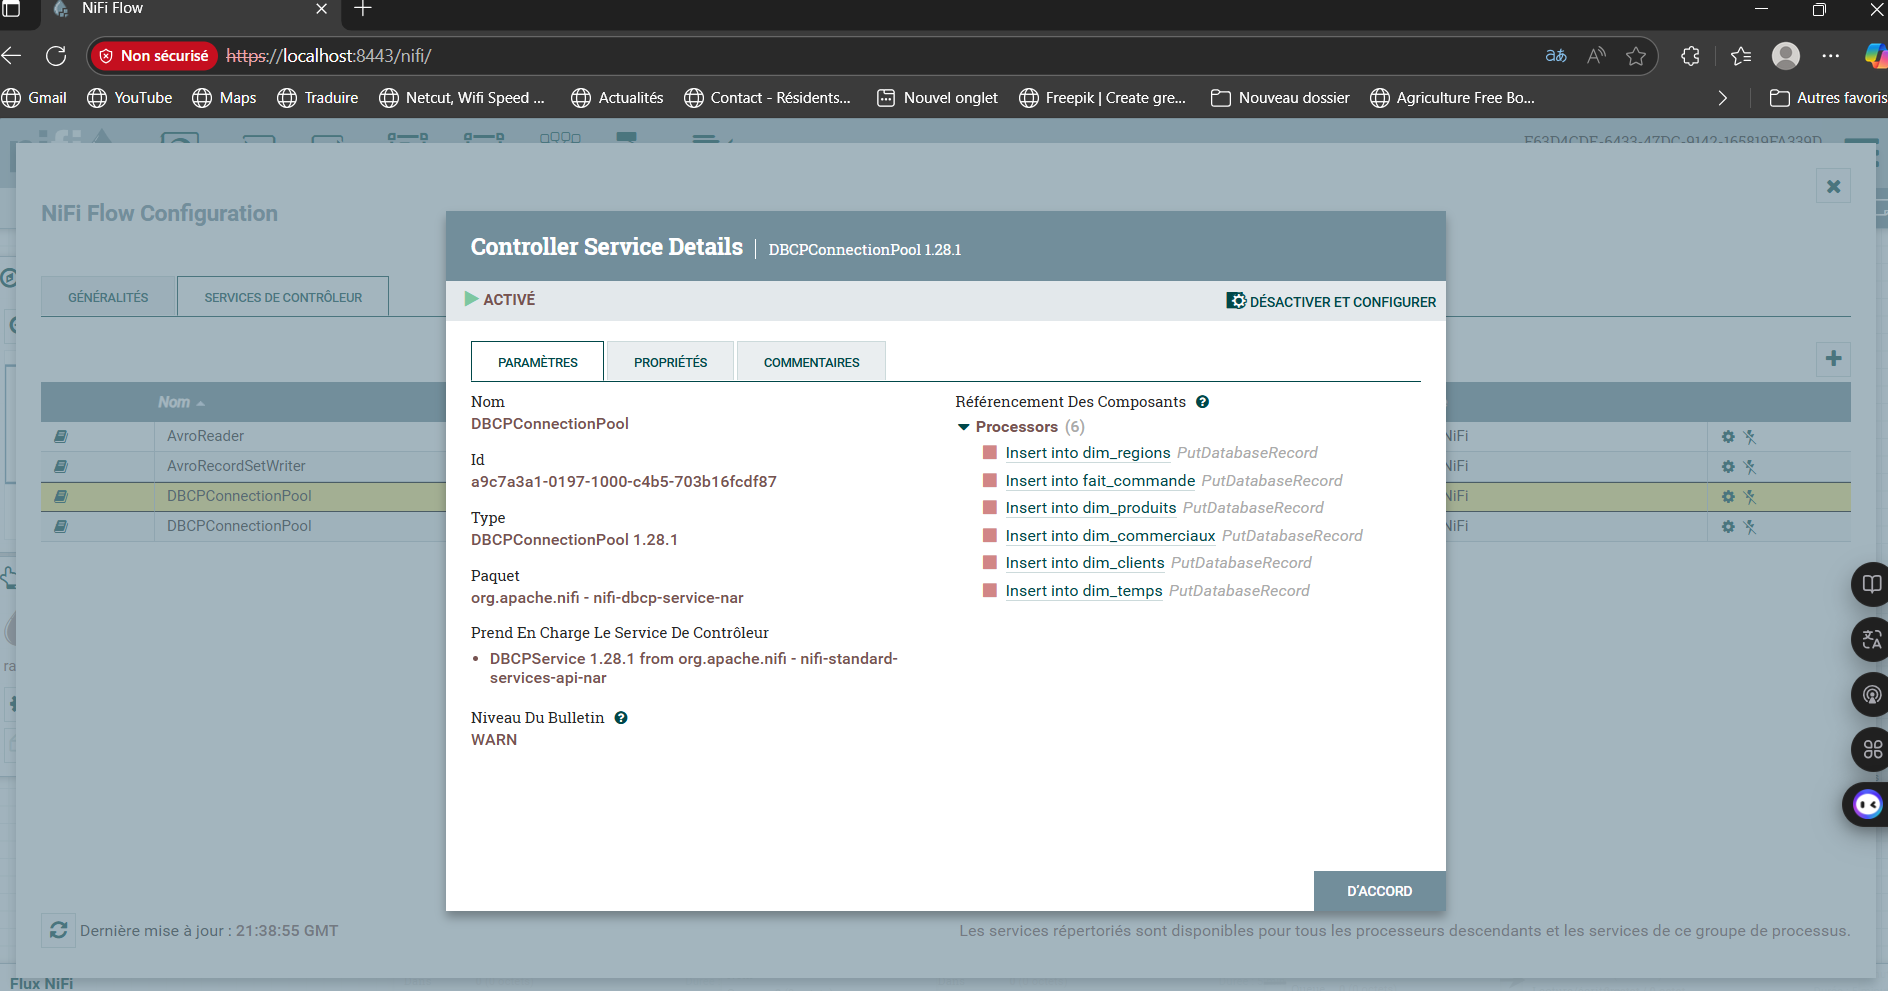 NiFi Flow
Non sécurisé
https://localhost:8443/nifi/
Gmail
YouTube
Maps
Traduire
Netcut, Wifi Speed ...
Actualités
Contact - Résidents...
Nouvel onglet
Freepik | Create gre...
Nouveau dossier
Agriculture Free Bo...
Autres favoris
NiFi Flow Configuration
GÉNÉRALITÉS
SERVICES DE CONTRÔLEUR
Nom
AvroReader
AvroRecordSetWriter
DBCPConnectionPool
DBCPConnectionPool
NiFi
NiFi
NiFi
NiFi
Controller Service Details
DBCPConnectionPool 1.28.1
ACTIVÉ
DÉSACTIVER ET CONFIGURER
PARAMÈTRES
PROPRIÉTÉS
COMMENTAIRES
Nom
DBCPConnectionPool
Id
a9c7a3a1-0197-1000-c4b5-703b16fcdf87
Type
DBCPConnectionPool 1.28.1
Paquet
org.apache.nifi - nifi-dbcp-service-nar
Prend En Charge Le Service De Contrôleur
• DBCPService 1.28.1 from org.apache.nifi - nifi-standard-
services-api-nar
Niveau Du Bulletin
WARN
Référencement Des Composants
Processors (6)
Insert into dim_regions PutDatabaseRecord
Insert into fait_commande PutDatabaseRecord
Insert into dim_produits PutDatabaseRecord
Insert into dim_commerciaux PutDatabaseRecord
Insert into dim_clients PutDatabaseRecord
Insert into dim_temps PutDatabaseRecord
D'ACCORD
Dernière mise à jour : 21:38:55 GMT
Les services répertoriés sont disponibles pour tous les processeurs descendants et les services de ce groupe de processus.
Flux NiFi